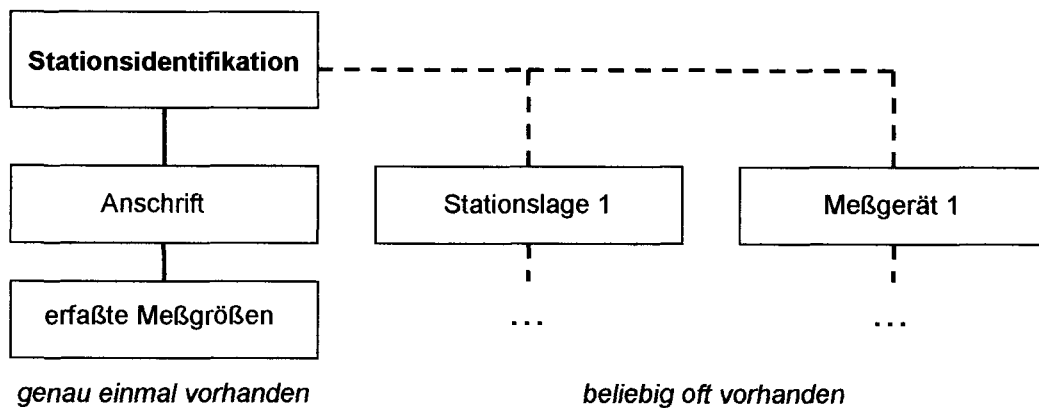 Stationsidentifikation
Anschrift
Stationslage 1
Meßgerät 1
erfaßte Meßgrößen
...
...
genau einmal vorhanden
beliebig oft vorhanden